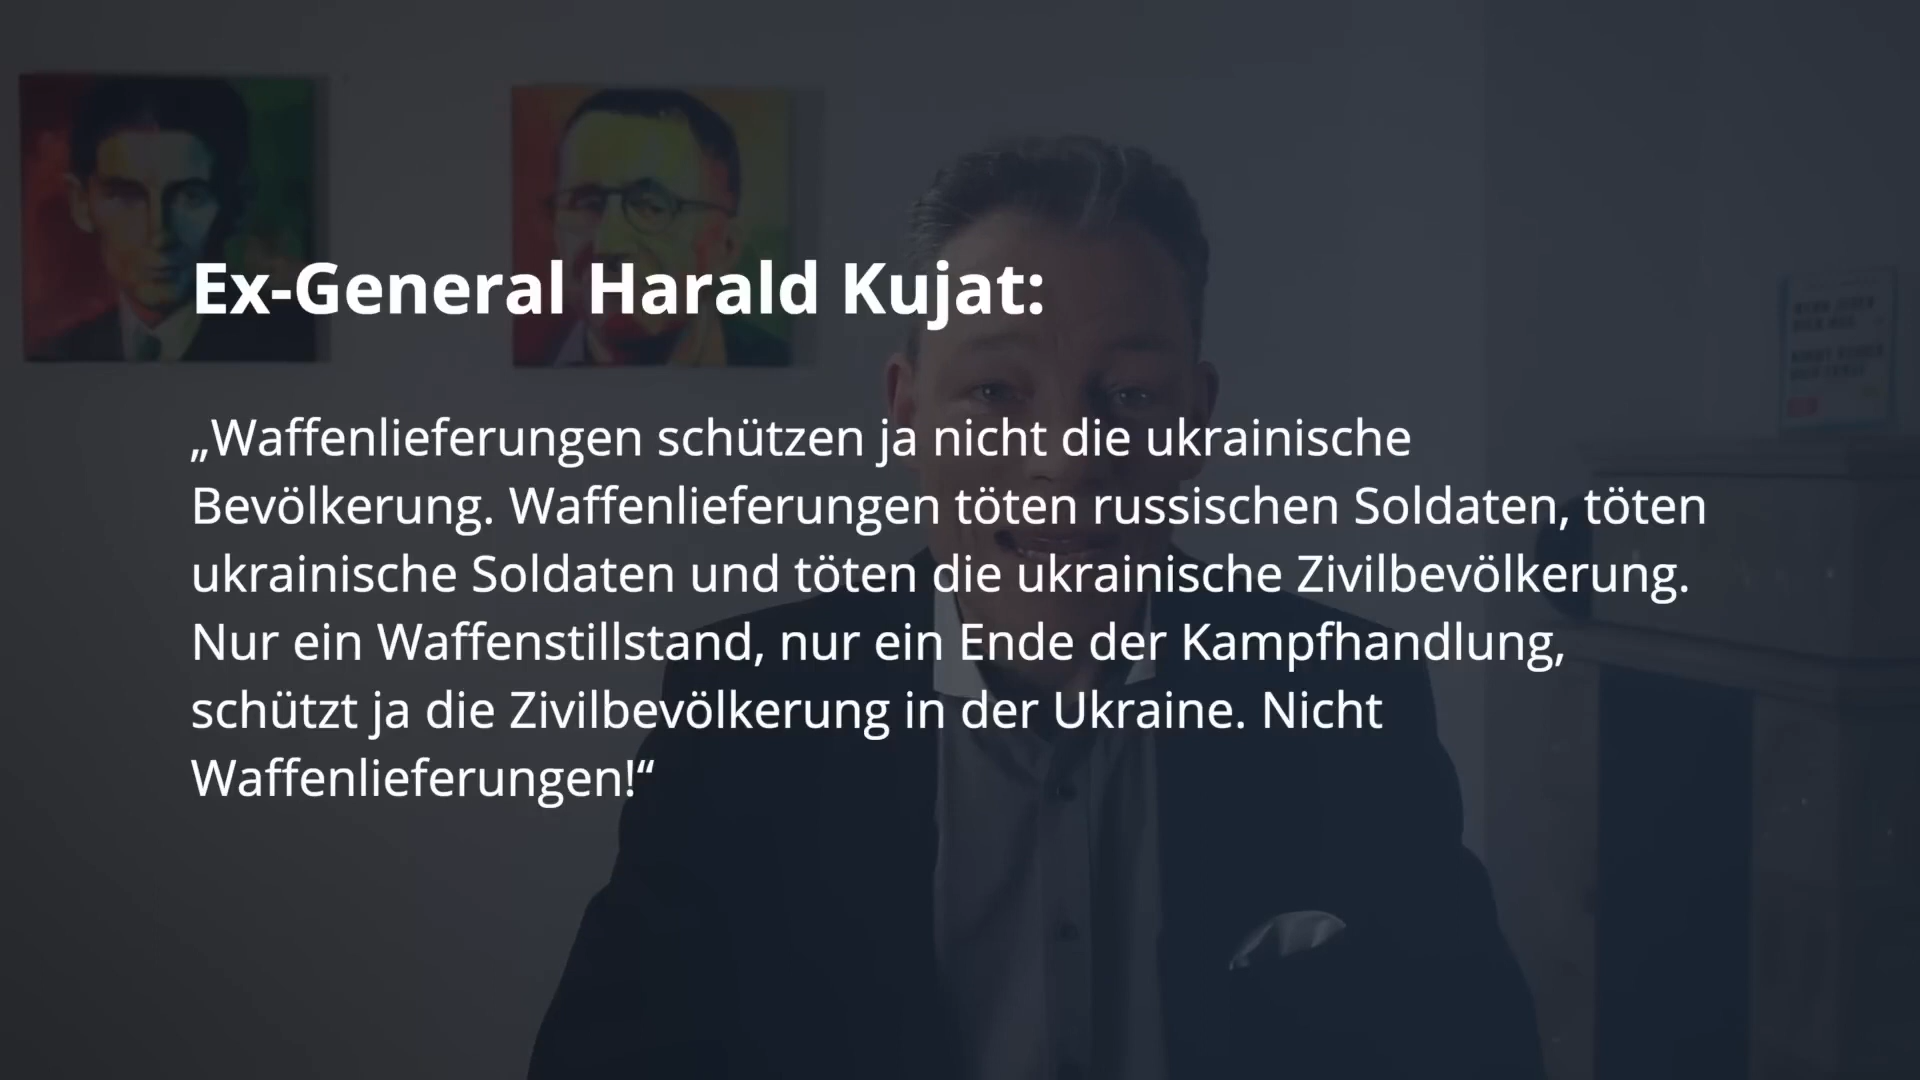 Ex-General Harald Kujat:
„Waffenlieferungen schützen ja nicht die ukrainische
Bevölkerung. Waffenlieferungen töten russischen Soldaten, töten
ukrainische Soldaten und töten die ukrainische Zivilbevölkerung.
Nur ein Waffenstillstand, nur ein Ende der Kampfhandlung,
schützt ja die Zivilbevölkerung in der Ukraine. Nicht
Waffenlieferungen!“